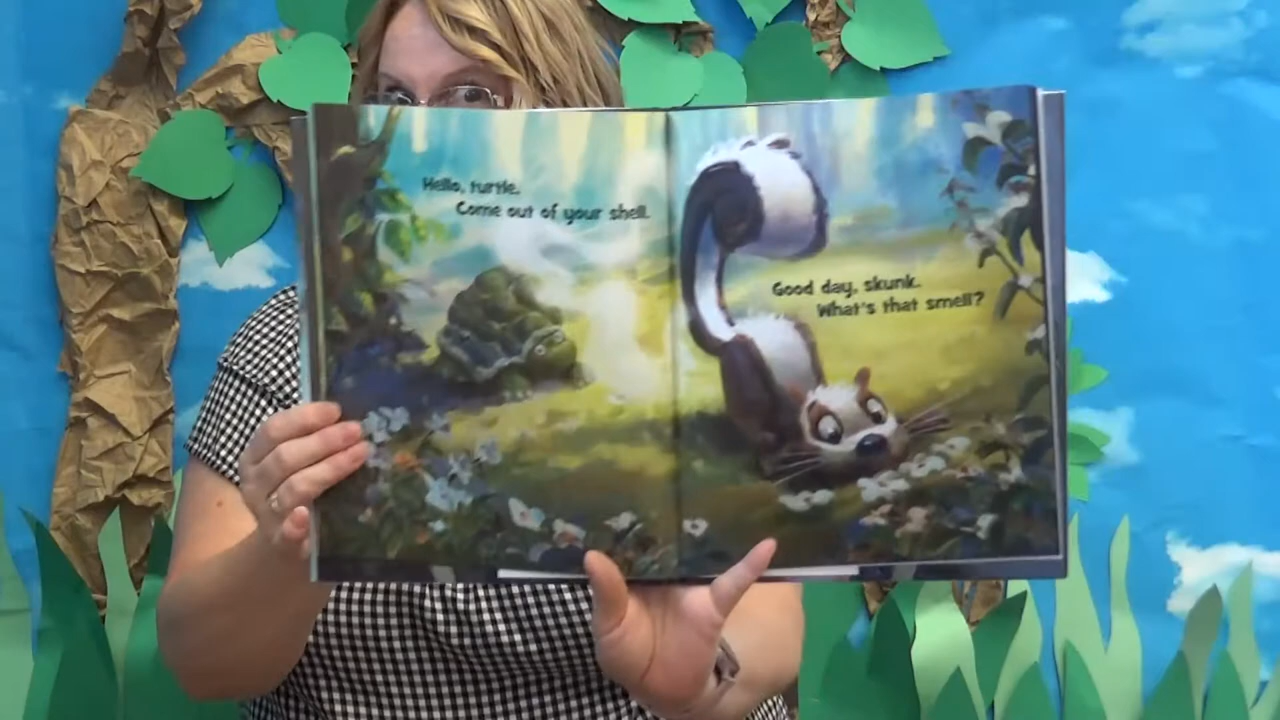 Hello, turtle.
Come out of your shell.
Good day, skunk.
What's that smell?